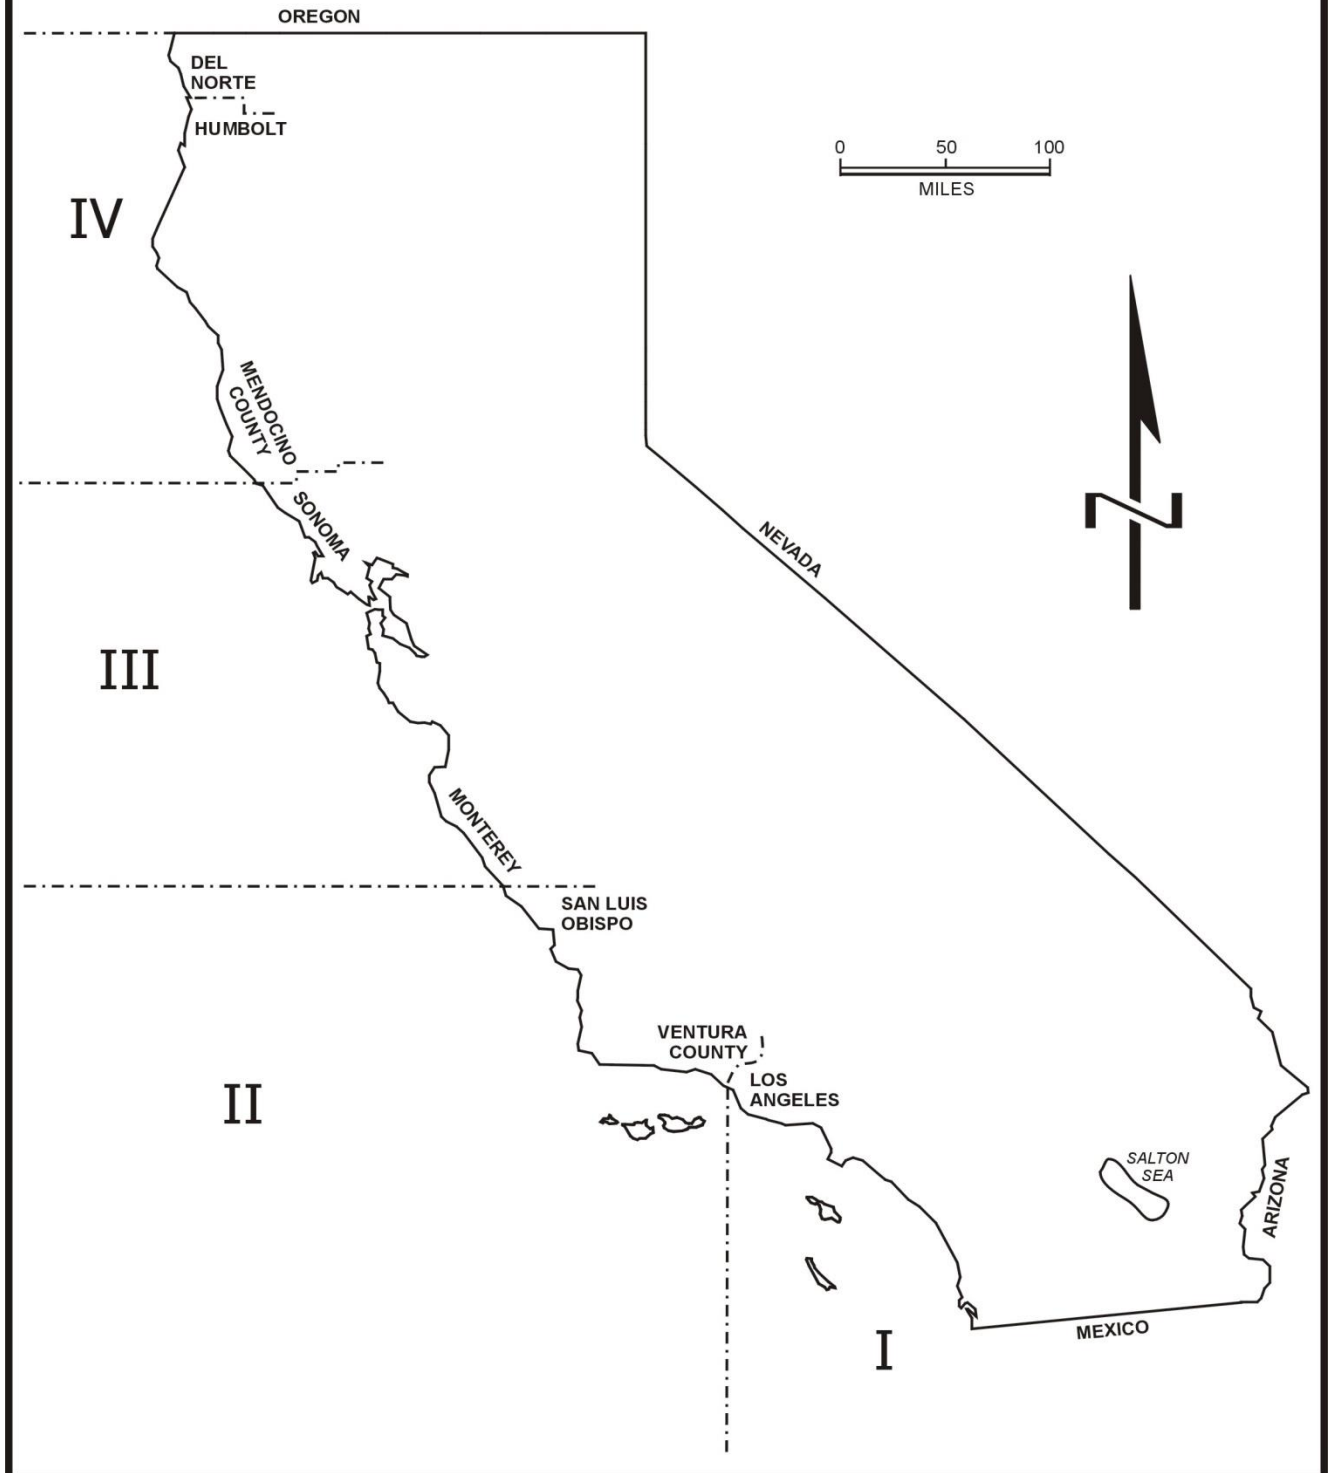 OREGON
DEL
NORTE
HUMBOLT
0 50 100
MILES
IV
MENDOCINO
COUNTY
SONOMA
NEVADA
N
III
MONTEREY
SAN LUIS
OBISPO
VENTURA
COUNTY
LOS
ANGELES
II
SALTON
SEA
ARIZONA
MEXICO
I